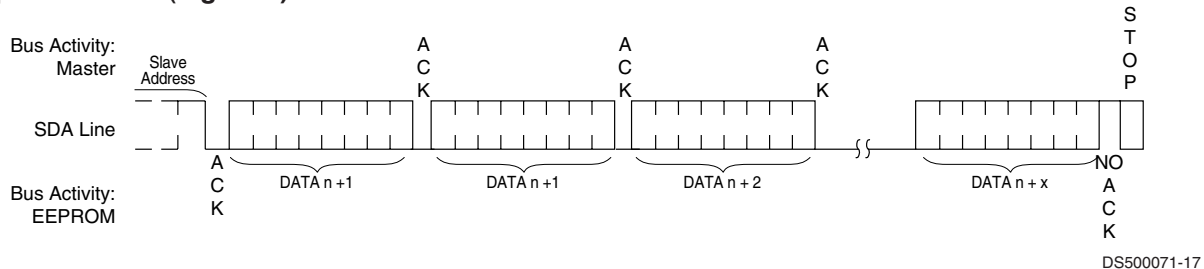 S
T
O
P
Bus Activity:
Master
Slave
Address
A
C
K
A
C
K
A
C
K
SDA Line
A
C
K
DATA n +1
DATA n +1
DATA n + 2
DATA n + x
NO
A
C
K
Bus Activity:
EEPROM
DS500071-17